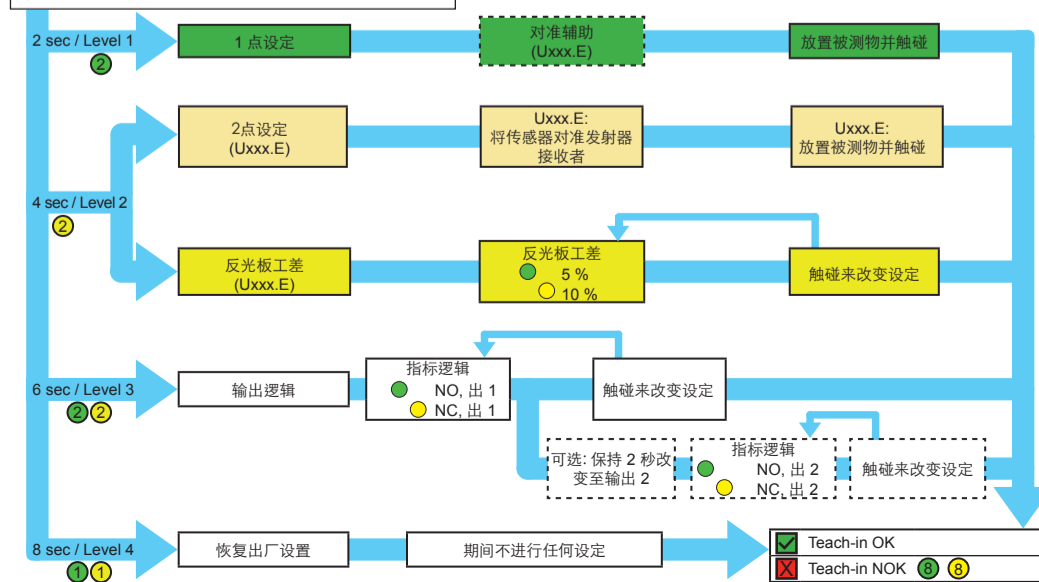 2 sec / Level 1
2
1 点设定
对准辅助
(Uxxx.E)
放置被测物并触碰
4 sec / Level 2
2
2点设定
(Uxxx.E)
Uxxx.E:
将传感器对准发射器
接收者
Uxxx.E:
放置被测物并触碰
反光板工差
(Uxxx.E)
反光板工差
5 %
10 %
触碰来改变设定
6 sec / Level 3
2 2
输出逻辑
指标逻辑
NO, 出 1
NC, 出 1
触碰来改变设定
可选: 保持 2 秒改
变至输出 2
指标逻辑
NO, 出 2
NC, 出 2
触碰来改变设定
8 sec / Level 4
1 1
恢复出厂设置
期间不进行任何设定
Teach-in OK
Teach-in NOK 8 8